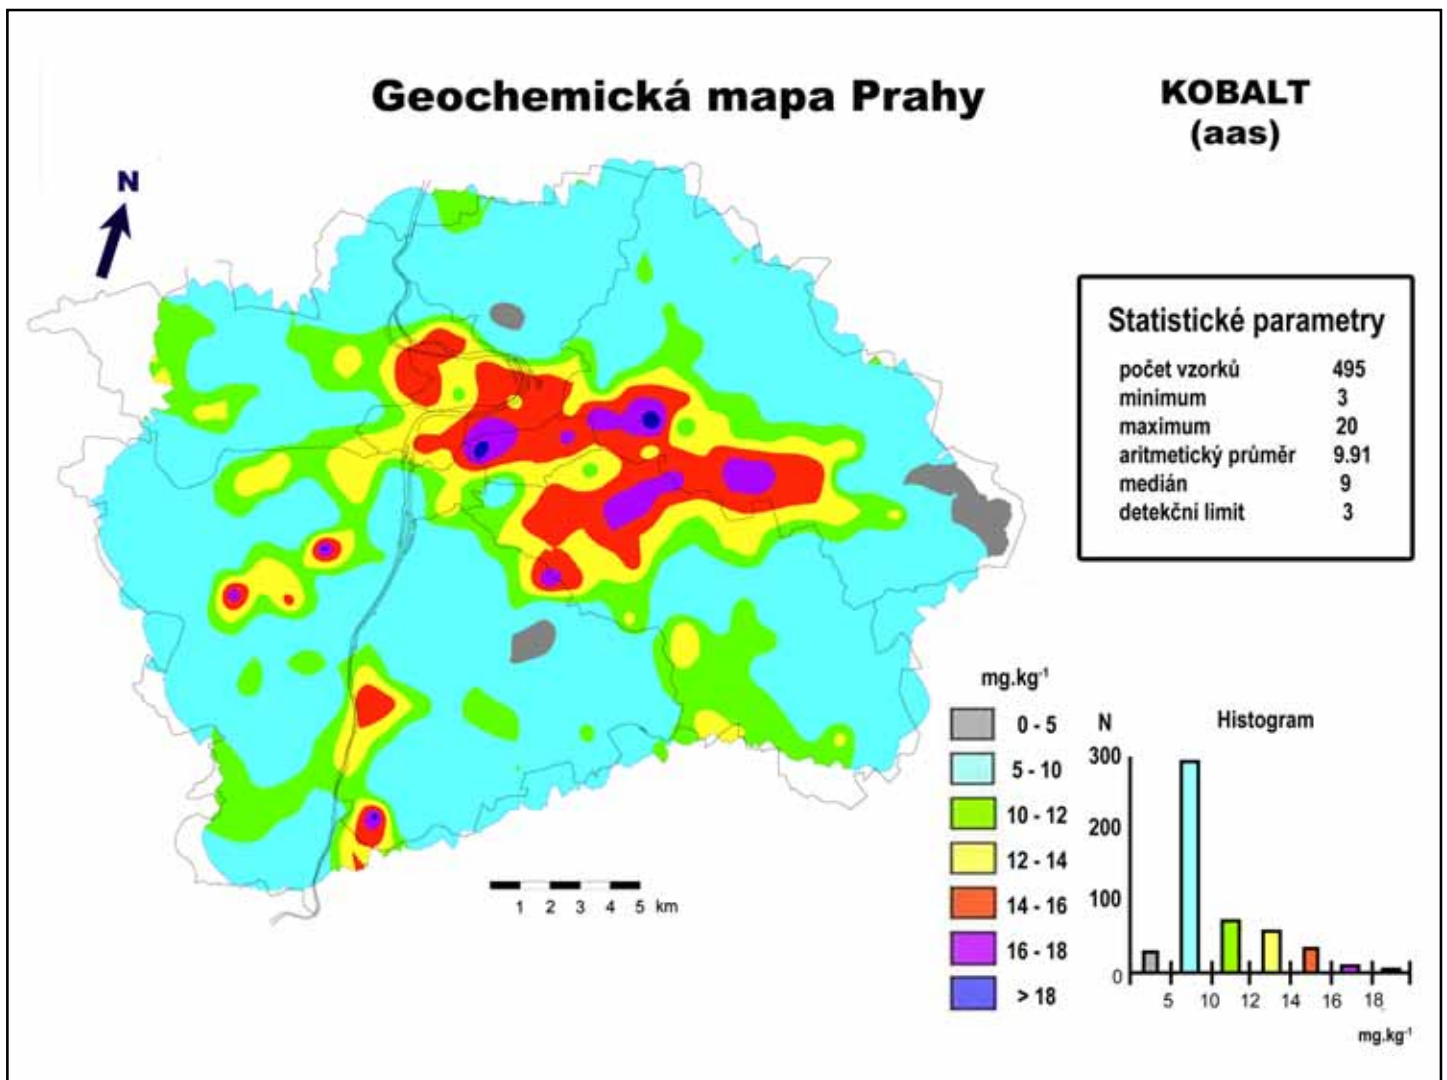 Geochemická mapa Prahy
KOBALT
(aas)
N
Statistické parametry
počet vzorků 495
minimum 3
maximum 20
aritmetický průměr 9.91
medián 9
detekční limit 3
mg.kg-1
0 - 5
5 - 10
10 - 12
12 - 14
14 - 16
16 - 18
> 18
N Histogram
300
200
100
0
5 10 12 14 16 18
mg.kg-1
1 2 3 4 5 km